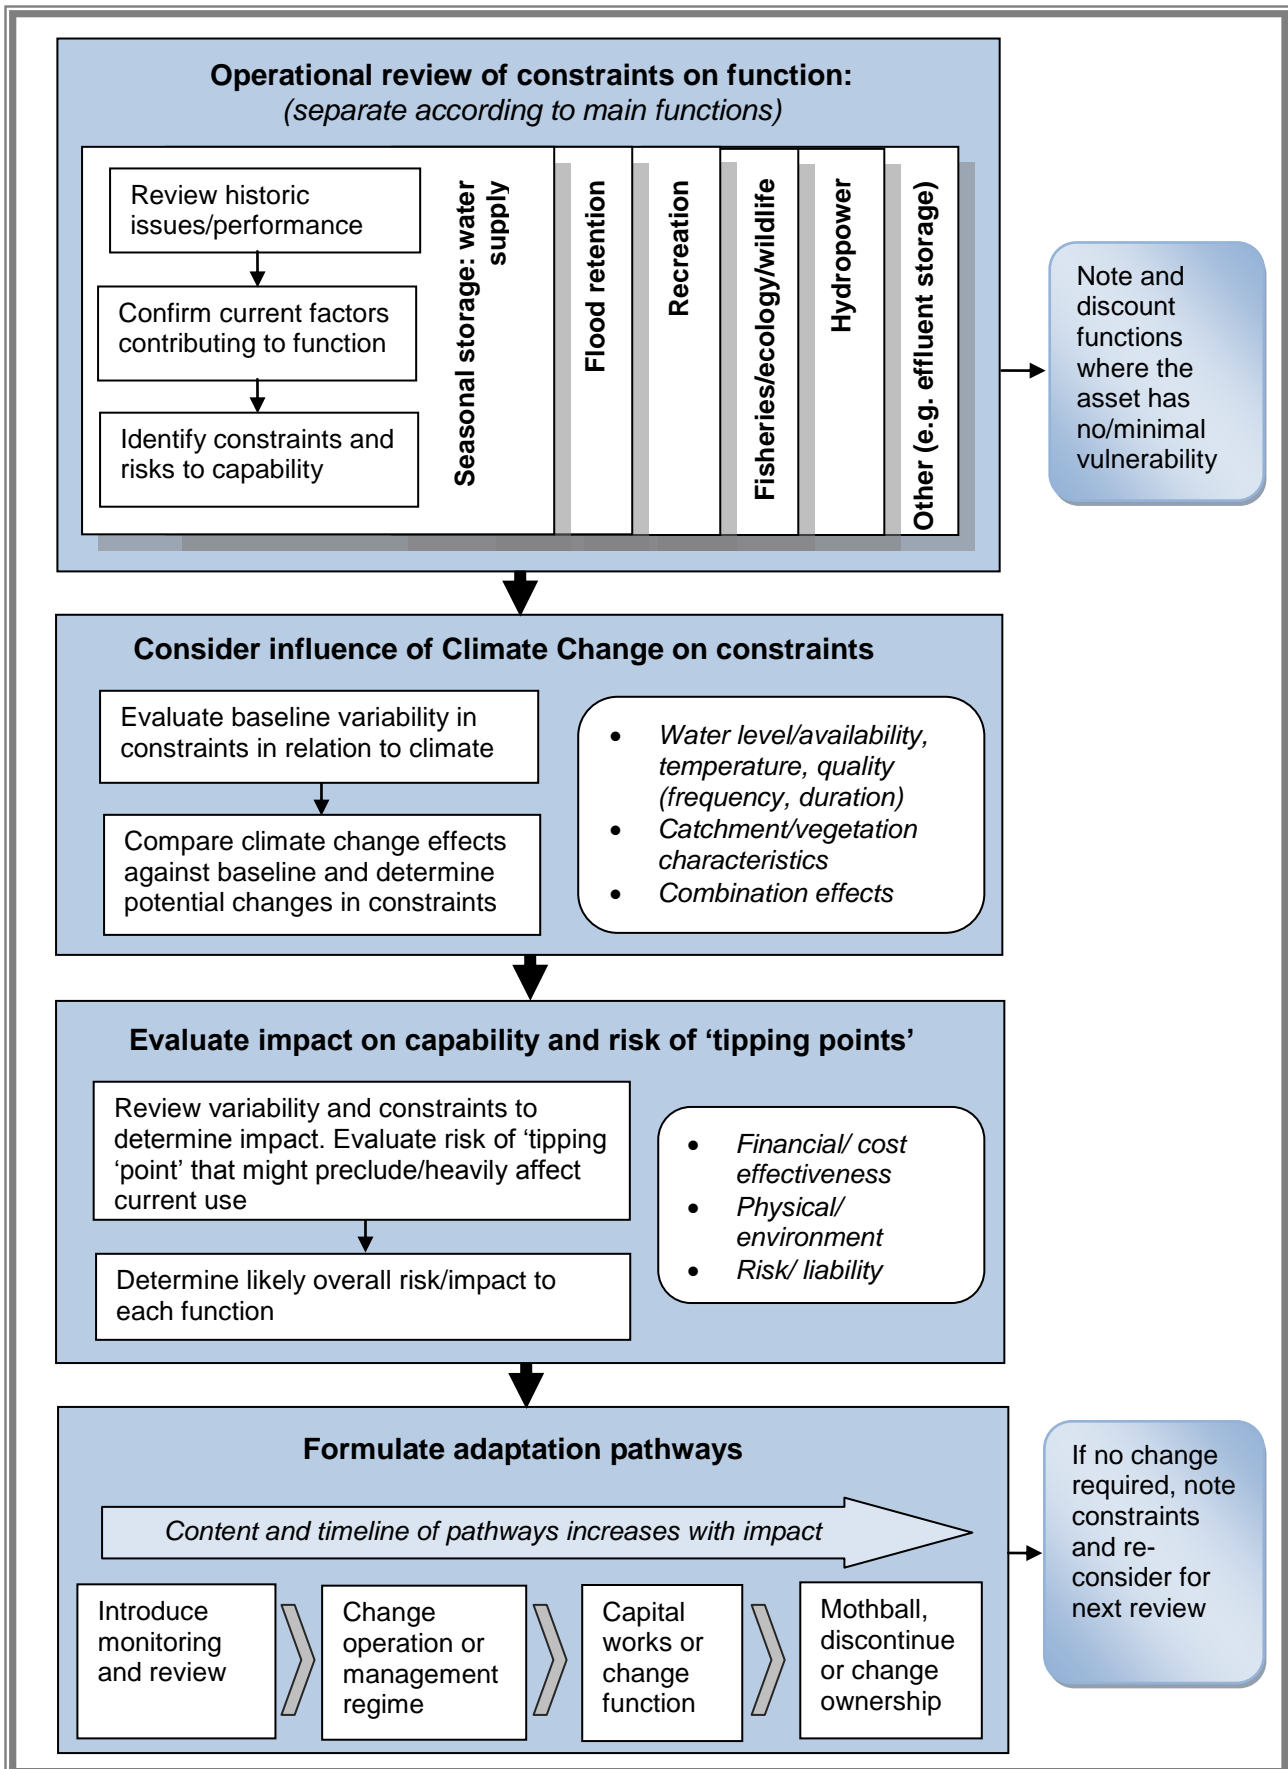 Operational review of constraints on function:
(separate according to main functions)
Review historic
issues/performance
Confirm current factors
contributing to function
Identify constraints and
risks to capability
Seasonal storage: water
supply
Flood retention
Recreation
Fisheries/ecology/wildlife
Hydropower
Other (e.g. effluent storage)
Note and
discount
functions
where the
asset has
no/minimal
vulnerability
Consider influence of Climate Change on constraints
Evaluate baseline variability in
constraints in relation to climate
Compare climate change effects
against baseline and determine
potential changes in constraints
• Water level/availability,
temperature, quality
(frequency, duration)
• Catchment/vegetation
characteristics
• Combination effects
Evaluate impact on capability and risk of ‘tipping points’
Review variability and constraints to
determine impact. Evaluate risk of ‘tipping
‘point’ that might preclude/heavily affect
current use
Determine likely overall risk/impact to
each function
• Financial/ cost
effectiveness
• Physical/
environment
• Risk/ liability
Formulate adaptation pathways
Content and timeline of pathways increases with impact
Introduce
monitoring
and review
Change
operation or
management
regime
Capital
works or
change
function
Mothball,
discontinue
or change
ownership
If no change
required, note
constraints
and re-
consider for
next review